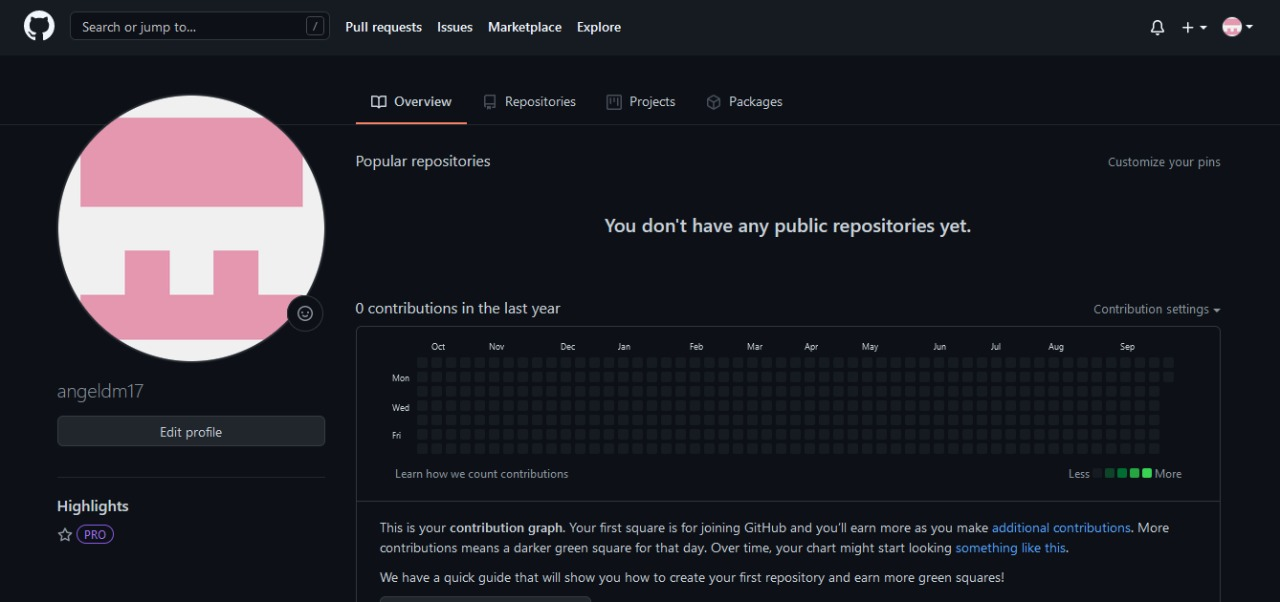 Search or jump to... / Pull requests Issues Marketplace Explore
Overview Repositories Projects Packages
Popular repositories Customize your pins
You don't have any public repositories yet.
0 contributions in the last year Contribution settings
Oct Nov Dec Jan Feb Mar Apr May Jun Jul Aug Sep
Mon
Wed
Fri
Learn how we count contributions Less More
This is your contribution graph. Your first square is for joining GitHub and you'll earn more as you make additional contributions. More
contributions means a darker green square for that day. Over time, your chart might start looking something like this.
We have a quick guide that will show you how to create your first repository and earn more green squares!
angeldm17
Edit profile
Highlights
PRO